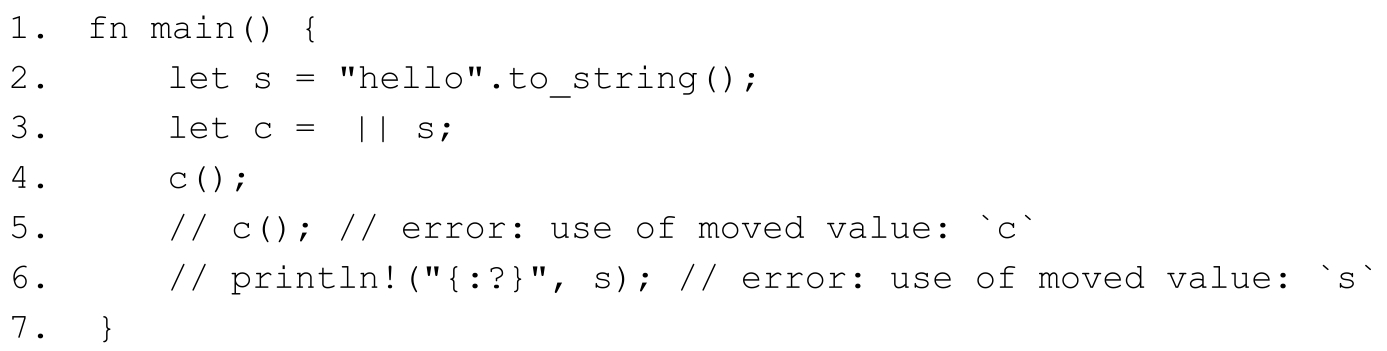 1. fn main() {
2.     let s = "hello".to_string();
3.     let c =  || s;
4.     c();
5.     // c(); // error: use of moved value: `c`
6.     // println!("{:?}", s); // error: use of moved value: `s`
7.  }